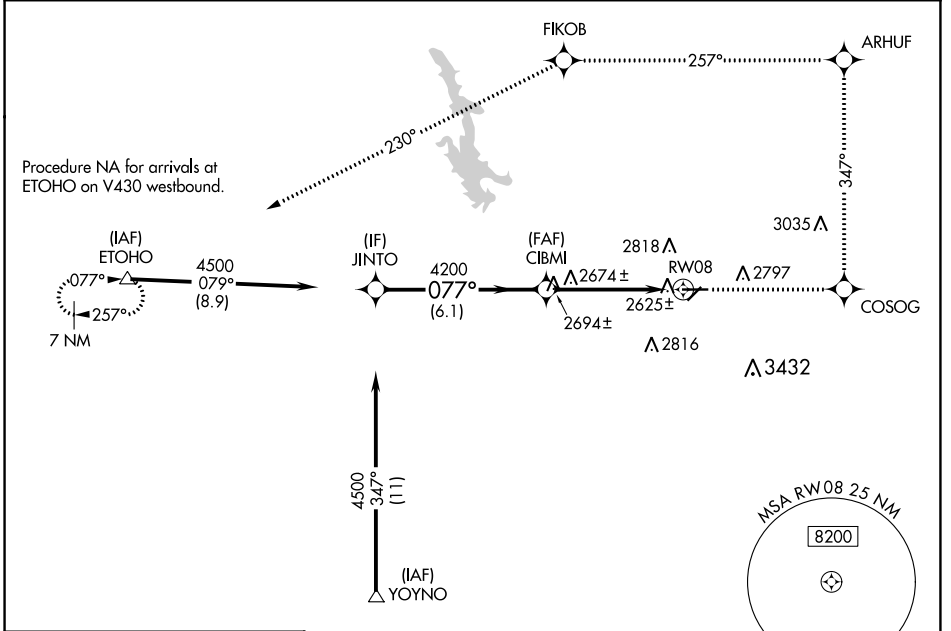 FIKOB
ARHUF
257°
230°
Procedure NA for arrivals at
ETOHO on V430 westbound.
347°
3035
(IAF)
ETOHO
(IF)
JINTO
(FAF)
CIBMI
2818
RW08
4500
079°
(8.9)
077°
257°
7 NM
4200
077°
(6.1)
2674±
2797
2625±
2694±
COSOG
2816
3432
4500
347°
(11)
(IAF)
YOYNO
MSA RW08 25 NM
8200